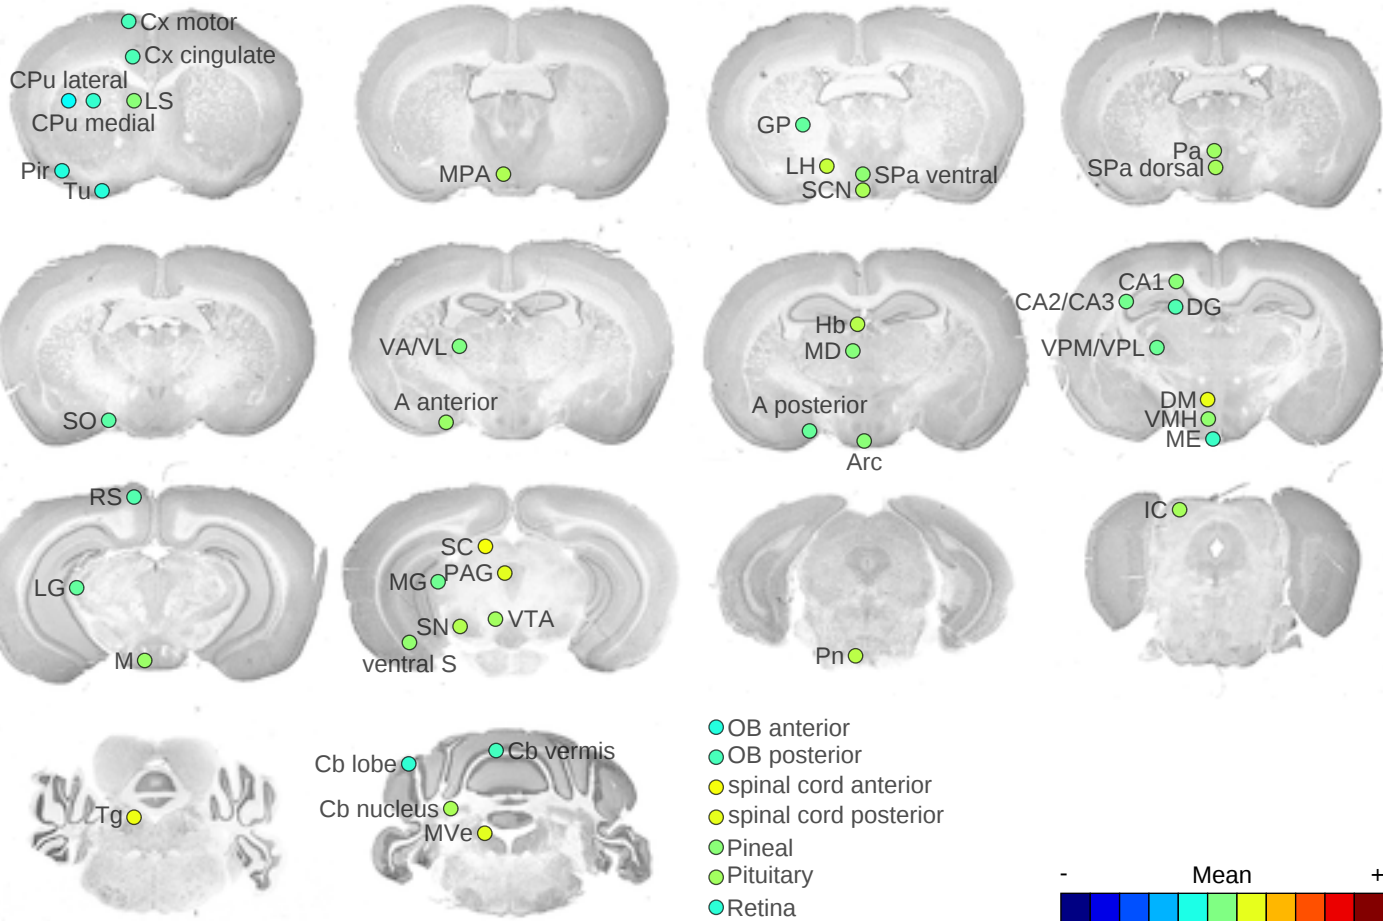 Cx motor
Cx cingulate
CPu lateral
LS
CPu medial
Pir
Tu
MPA
GP
LH
SPa ventral
SCN
Pa
SPa dorsal
SO
VA/VL
A anterior
Hb
MD
A posterior
Arc
CA1
CA2/CA3
DG
VPM/VPL
DM
VMH
ME
RS
LG
M
SC
PAG
MG
VTA
SN
ventral S
Pn
IC
Tg
Cb vermis
Cb lobe
Cb nucleus
MVe
OB anterior
OB posterior
spinal cord anterior
spinal cord posterior
Pineal
Pituitary
Retina
- Mean +